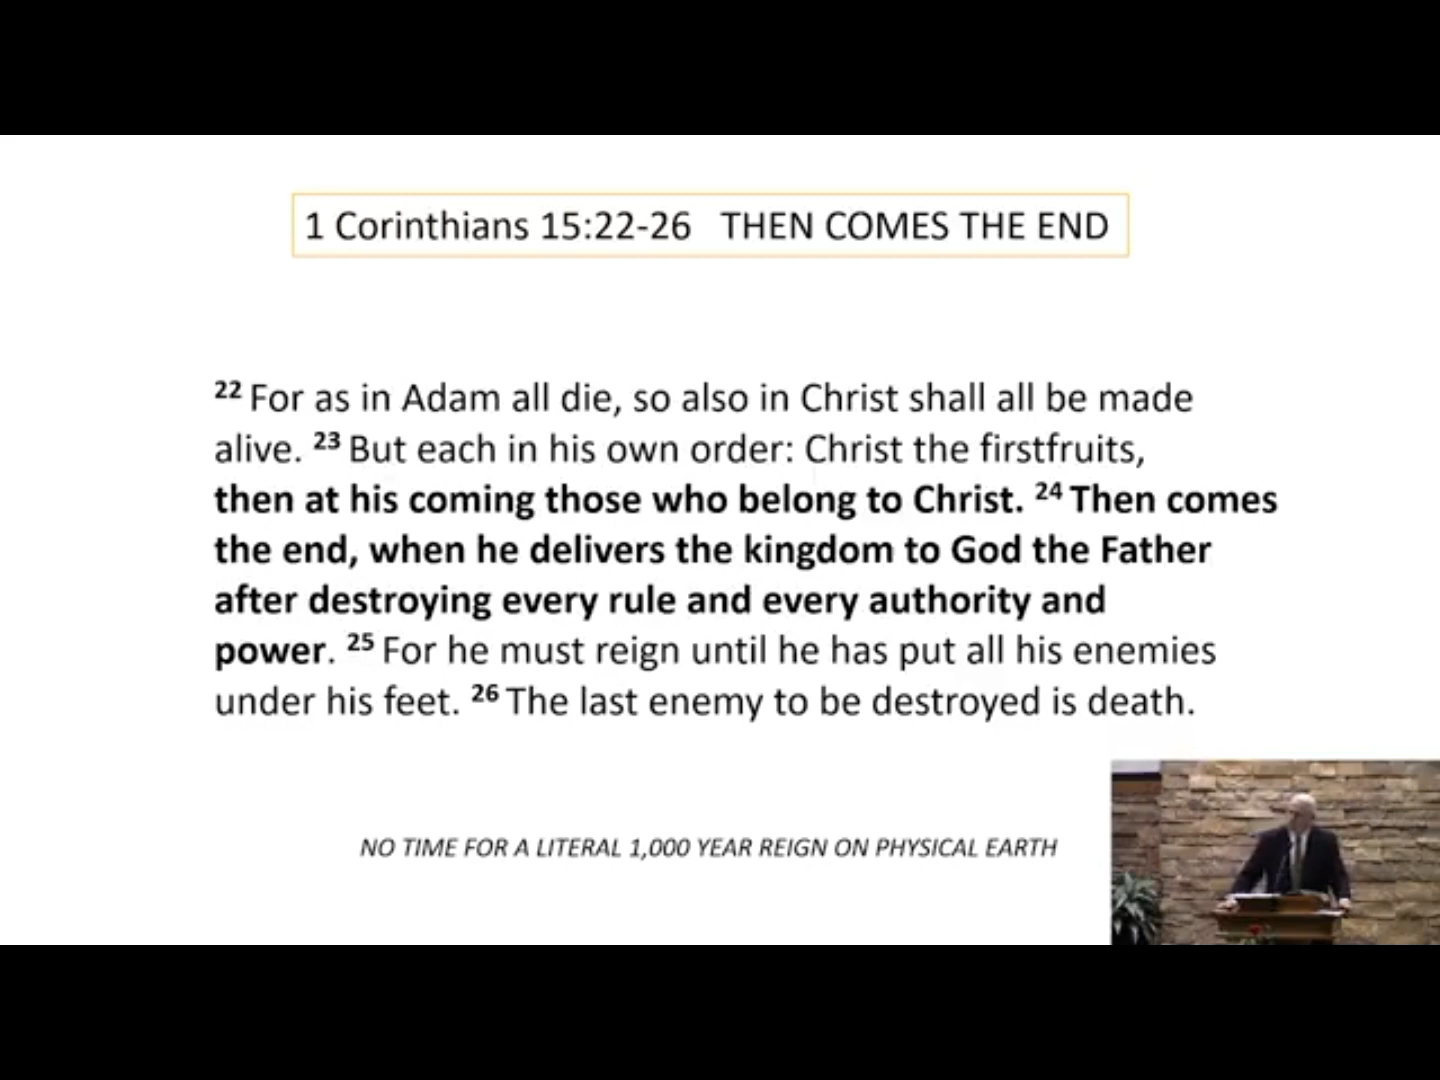 1 Corinthians 15:22-26 THEN COMES THE END
22 For as in Adam all die, so also in Christ shall all be made
alive. 23 But each in his own order: Christ the firstfruits,
then at his coming those who belong to Christ. 24 Then comes
the end, when he delivers the kingdom to God the Father
after destroying every rule and every authority and
power. 25 For he must reign until he has put all his enemies
under his feet. 26 The last enemy to be destroyed is death.
NO TIME FOR A LITERAL 1,000 YEAR REIGN ON PHYSICAL EARTH